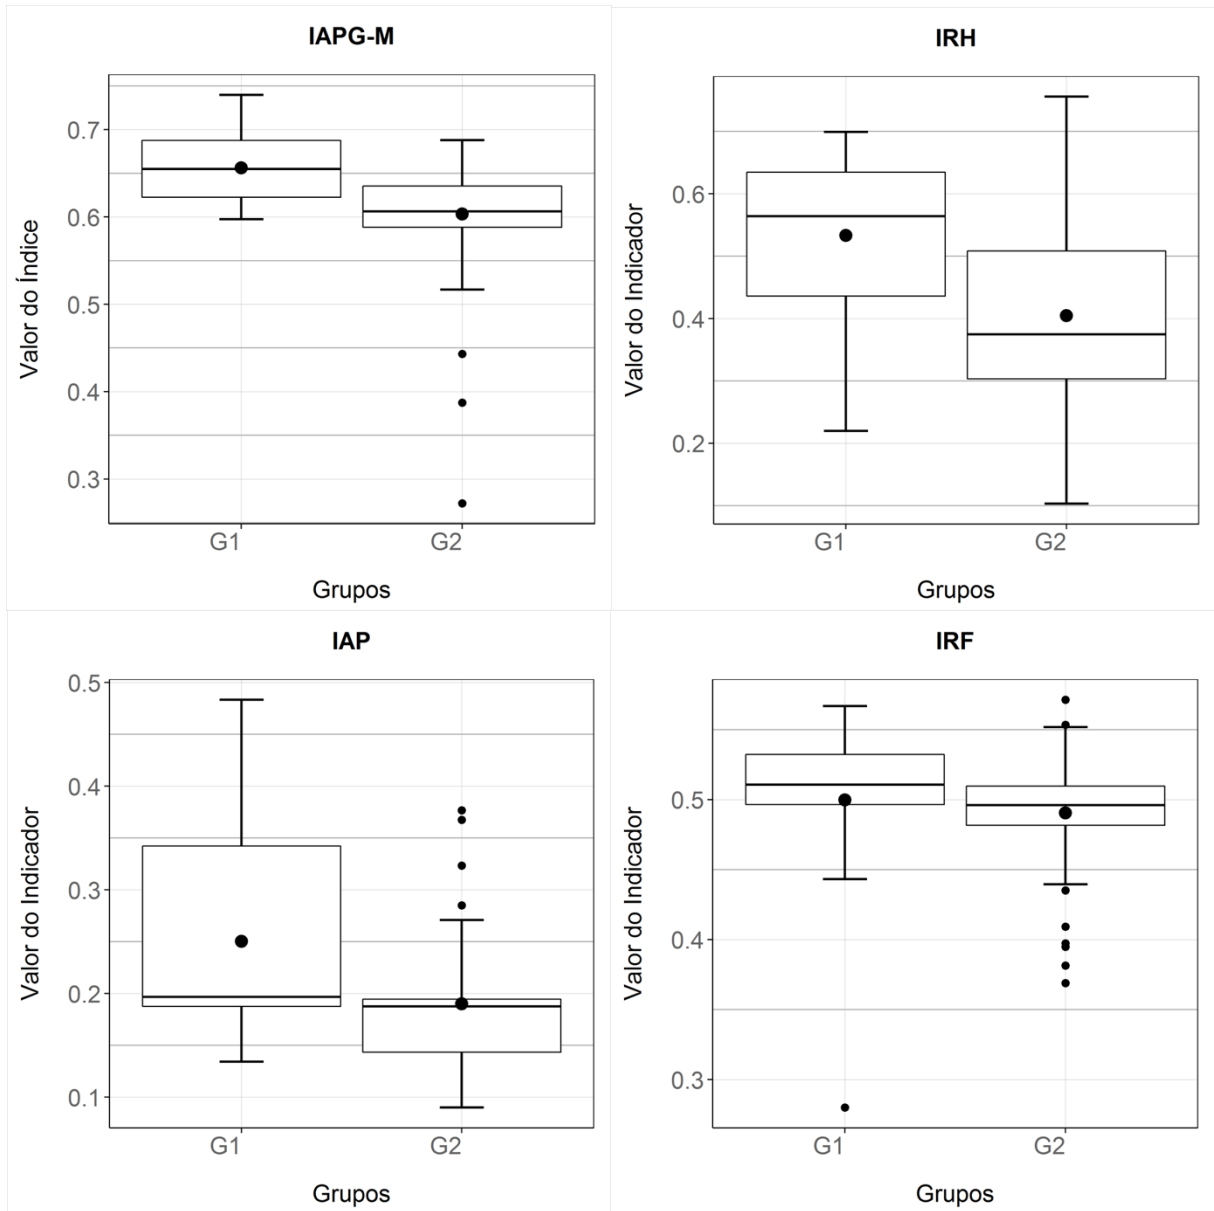 IAPG-M
Valor do Índice
0.7
0.6
0.5
0.4
0.3
G1 G2
Grupos
IRH
Valor do Indicador
0.6
0.4
0.2
G1 G2
Grupos
IAP
Valor do Indicador
0.5
0.4
0.3
0.2
0.1
G1 G2
Grupos
IRF
Valor do Indicador
0.5
0.4
0.3
G1 G2
Grupos